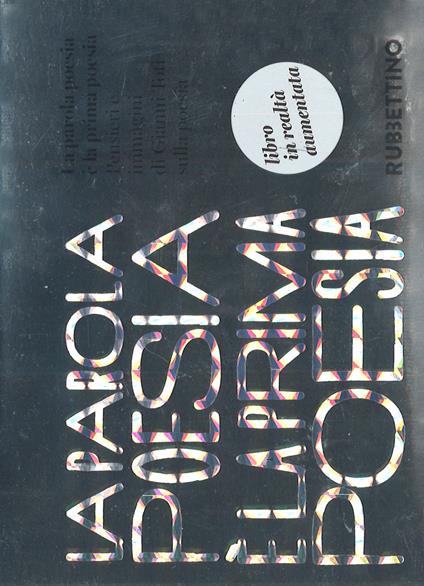 La parola poesia
è la prima poesia
Pensieri e
immagini
di Gianni Toti
sulla poesia
libro
in realtà
aumentata
RUBBETTINO
LA PAROLA
POESIA
È LA PRIMA
POESIA